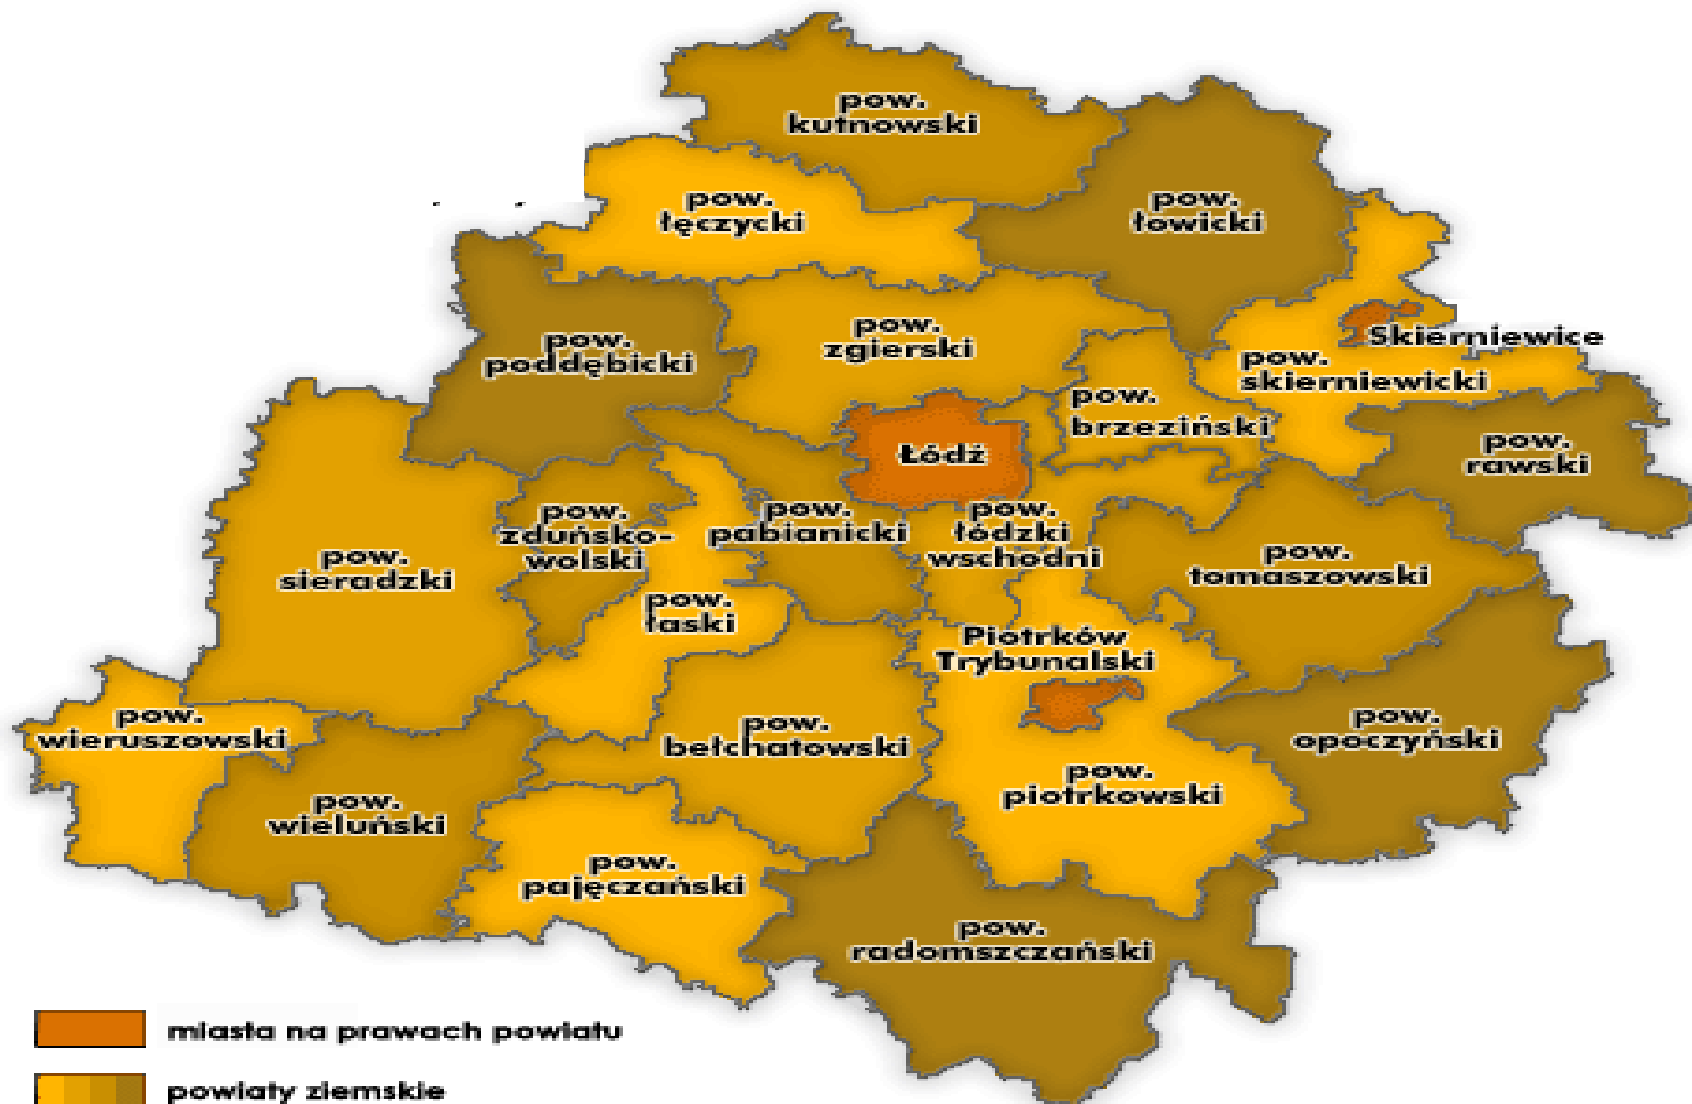 pow.
kutnowski
pow.
łęczycki
pow.
łowicki
pow.
zgierski
pow.
poddębicki
Skierniewice
pow.
skierniewicki
pow.
brzeziński
pow.
rawski
Łódź
pow.
zduńsko-
wolski
pow.
pabianicki
pow.
łódzki
wschodni
pow.
tomaszowski
pow.
sieradzki
pow.
łaski
Piotrków
Trybunalski
pow.
wieruszowski
pow.
bełchatowski
pow.
opoczyński
pow.
piotrkowski
pow.
wieluński
pow.
pajęczański
pow.
radomszczański
miasta na prawach powiatu
powiaty ziemskie